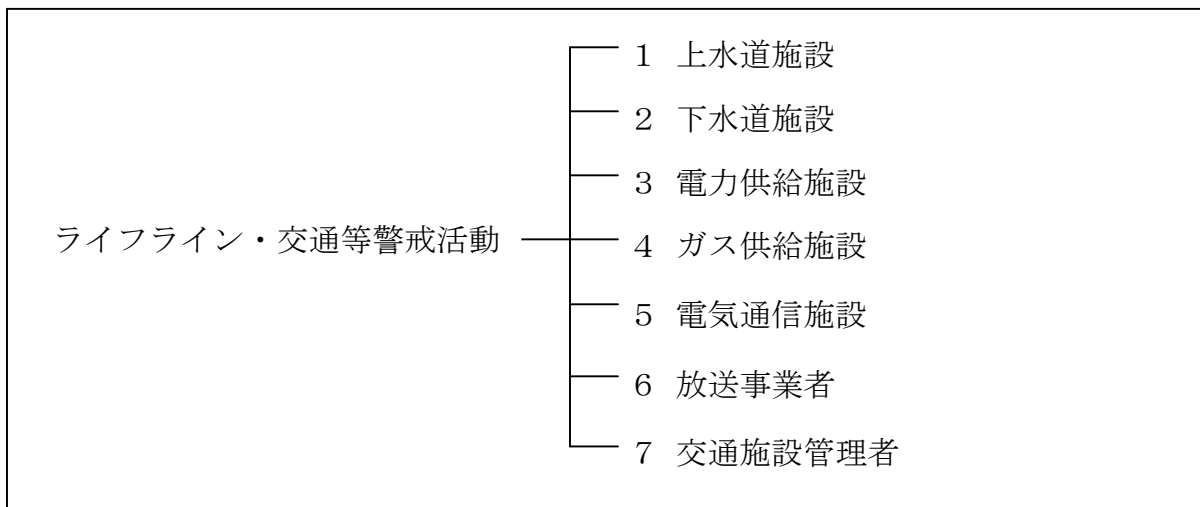 1 上水道施設
2 下水道施設
3 電力供給施設
ライフライン・交通等警戒活動
4 ガス供給施設
5 電気通信施設
6 放送事業者
7 交通施設管理者